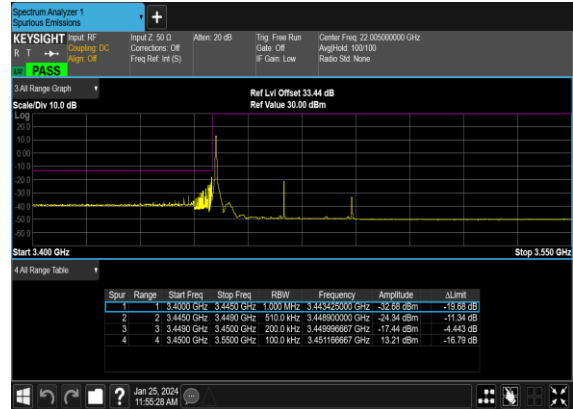 Spectrum Analyzer 1
Spurious Emissions
+
KEYSIGHT Input: RF Input Z: 50 Ω Atten: 20 dB Trig: Free Run Center Freq: 22.005000000 GHz
R T Coupling: DC Corrections: Off Gate: Off Avg|Hold: 100/100
Align: Off Freq Ref: Int (S) IF Gain: Low Radio Std: None
PASS
3 All Range Graph
Ref Lvl Offset 33.44 dB
Scale/Div 10.0 dB Ref Value 30.00 dBm
Log
20.0
10.0
0.00
-10.0
-20.0
-30.0
-40.0
-50.0
-60.0
Start 3.400 GHz Stop 3.550 GHz
4 All Range Table
Spur Range Start Freq Stop Freq RBW Frequency Amplitude ΔLimit
1 1 3.4000 GHz 3.4450 GHz 1.000 MHz 3.443425000 GHz -32.68 dBm -19.68 dB
2 2 3.4450 GHz 3.4490 GHz 510.0 kHz 3.448900000 GHz -24.34 dBm -11.34 dB
3 3 3.4490 GHz 3.4500 GHz 200.0 kHz 3.449996667 GHz -17.44 dBm -4.443 dB
4 4 3.4500 GHz 3.5500 GHz 100.0 kHz 3.451166667 GHz 13.21 dBm -16.79 dB
? Jan 25, 2024
11:55:28 AM